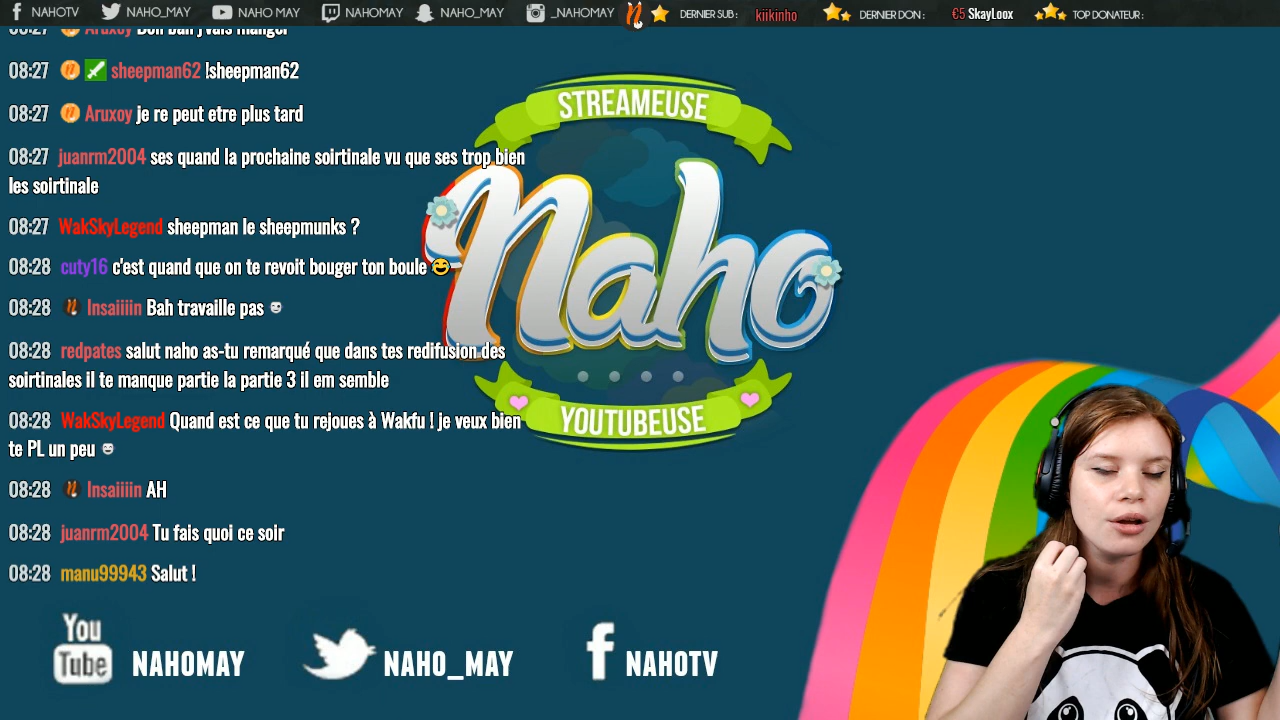 NAHOTV NAHO_MAY NAHO MAY NAHOMAY NAHO_MAY _NAHOMAY DERNIER SUB : kiikinho DERNIER DON : €5 SkayLoox TOP DONATEUR :
08:27 Aruxoy Bon bah j'vais manger
08:27 sheepman62 !sheepman62
08:27 Aruxoy je re peut etre plus tard
08:27 juanrm2004 ses quand la prochaine soirtinale vu que ses trop bien
les soirtinale
08:27 WakSkyLegend sheepman le sheepmunks ?
08:28 cuty16 c'est quand que on te revoit bouger ton boule
08:28 Insaiiiin Bah travaille pas
08:28 redpates salut naho as-tu remarqué que dans tes redifusion des
soirtinales il te manque partie la partie 3 il em semble
08:28 WakSkyLegend Quand est ce que tu rejoues à Wakfu ! je veux bien
te PL un peu
08:28 Insaiiiin AH
08:28 juanrm2004 Tu fais quoi ce soir
08:28 manu99943 Salut !
STREAMEUSE
Naho
YOUTUBEUSE
You
Tube NAHOMAY NAHO_MAY NAHOTV